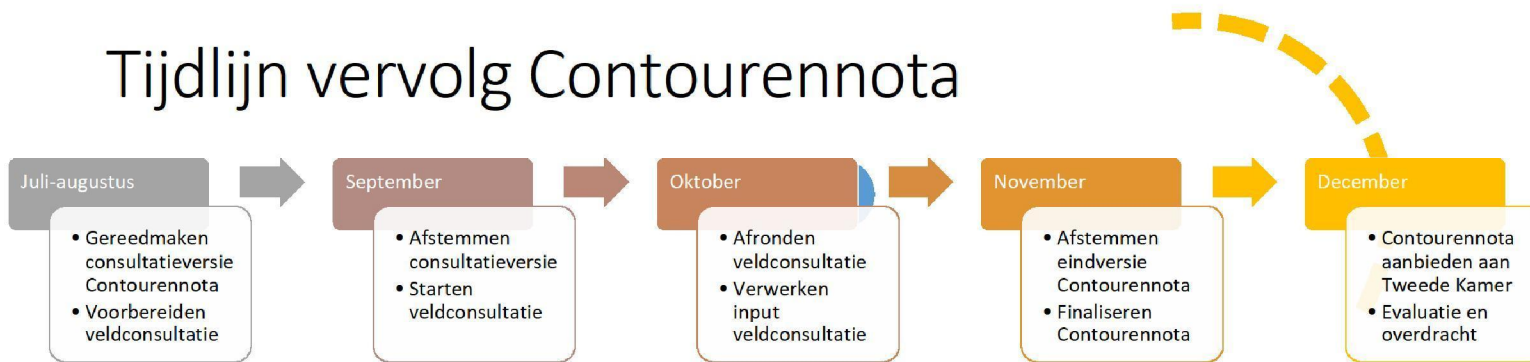 Tijdlijn vervolg Contourennota
Juli-augustus
• Gereedmaken
consultatieversie
Contourennota
• Voorbereiden
veldconsultatie
September
• Afstemmen
consultatieversie
• Starten
veldconsultatie
Oktober
• Afronden
veldconsultatie
• Verwerken
input
veldconsultatie
November
• Afstemmen
eindversie
Contourennota
• Finaliseren
Contourennota
December
• Contourennota
aanbieden aan
Tweede Kamer
• Evaluatie en
overdracht